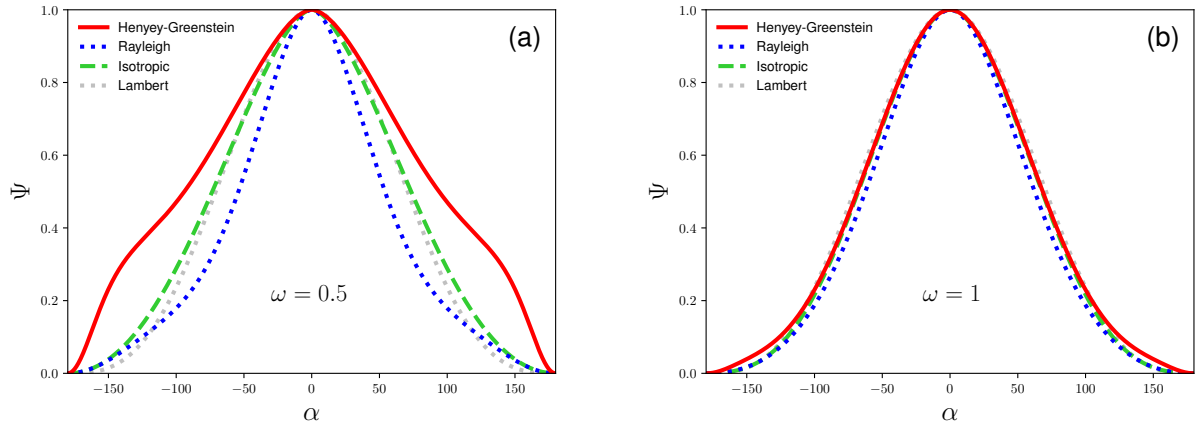 (a)
Henyey-Greenstein
Rayleigh
Isotropic
Lambert
1.0
0.8
0.6
0.4
0.2
0.0
Ψ
ω = 0.5
−150 −100 −50 0 50 100 150
α
(b)
Henyey-Greenstein
Rayleigh
Isotropic
Lambert
1.0
0.8
0.6
0.4
0.2
0.0
Ψ
ω = 1
−150 −100 −50 0 50 100 150
α